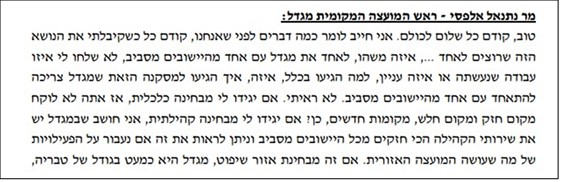 מר נתנאל אלפסי - ראש המועצה המקומית מגדל:
טוב, קודם כל שלום לכולם. אני חייב לומר כמה דברים לפני שאנחנו, קודם כל כשקיבלתי את הנושא
הזה שרוצים לאחד ..., איזה משהו, לאחד את מגדל עם אחד מהיישובים מסביב, לא שלחו לי איזו
עבודה שנעשתה או איזה עניין, למה הגיעו בכלל, איזה, איך הגיעו למסקנה הזאת שמגדל צריכה
להתאחד עם אחד מהיישובים מסביב. לא ראיתי. אם יגידו לי מבחינה כלכלית, אז אתה לא לוקח
מקום חזק ומקום חלש, מקומות חדשים, כן! אם יגידו לי מבחינה קהילתית, אני חושב שבמגדל יש
את שירותי הקהילה הכי חזקים מכל היישובים מסביב וניתן לראות את זה אם נעבור על הפעילויות
של מה שעושה המועצה האזורית. אם זה מבחינת אזור שיפוט, מגדל היא כמעט בגודל של טבריה,